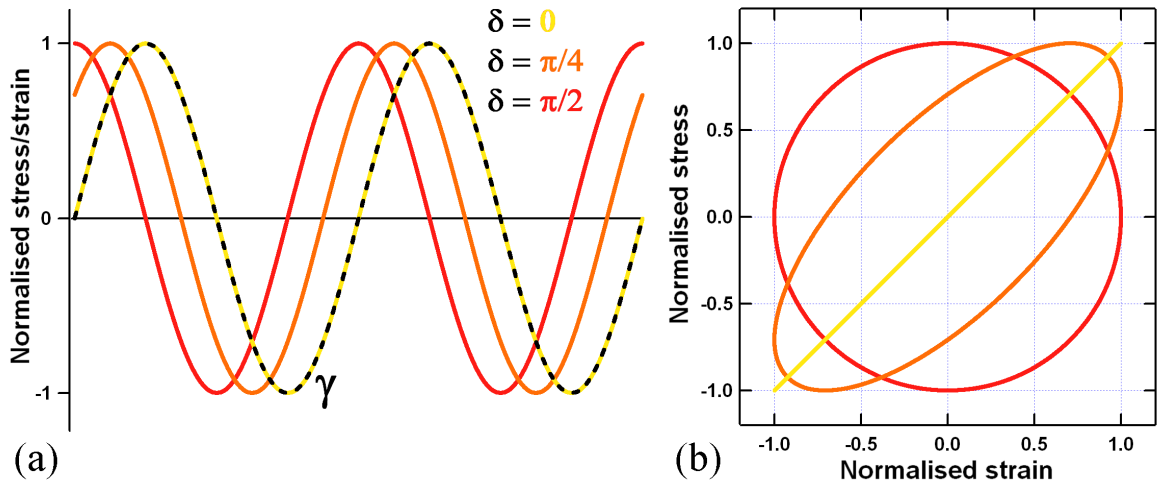 δ = 0
δ = π/4
δ = π/2
Normalised stress/strain
1
0
-1
γ
(a)
Normalised stress
1.0
0.5
0.0
-0.5
-1.0
-1.0 -0.5 0.0 0.5 1.0
Normalised strain
(b)